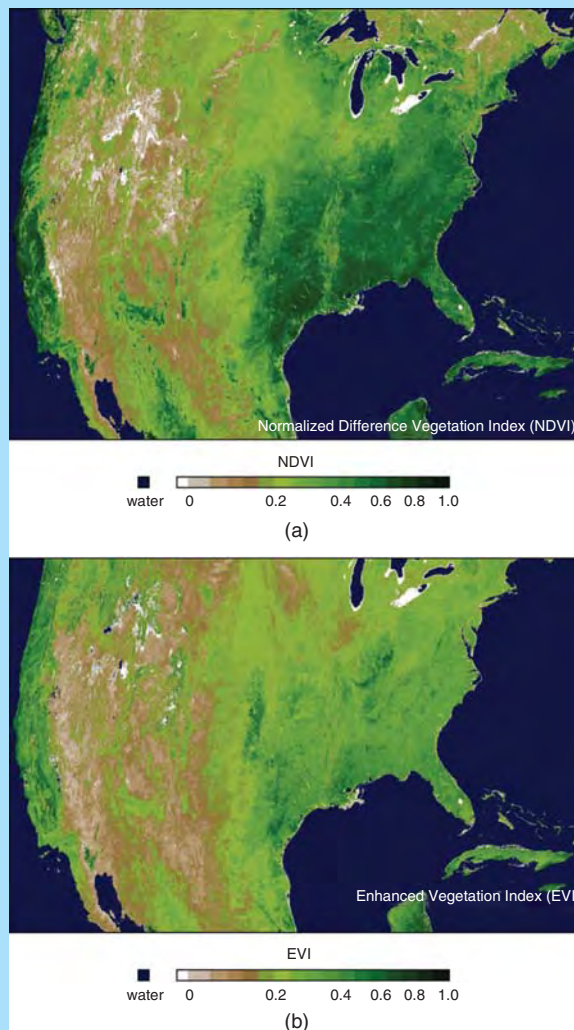 Normalized Difference Vegetation Index (NDVI)
NDVI
water 0 0.2 0.4 0.6 0.8 1.0
(a)
Enhanced Vegetation Index (EVI
EVI
water 0 0.2 0.4 0.6 0.8 1.0
(b)